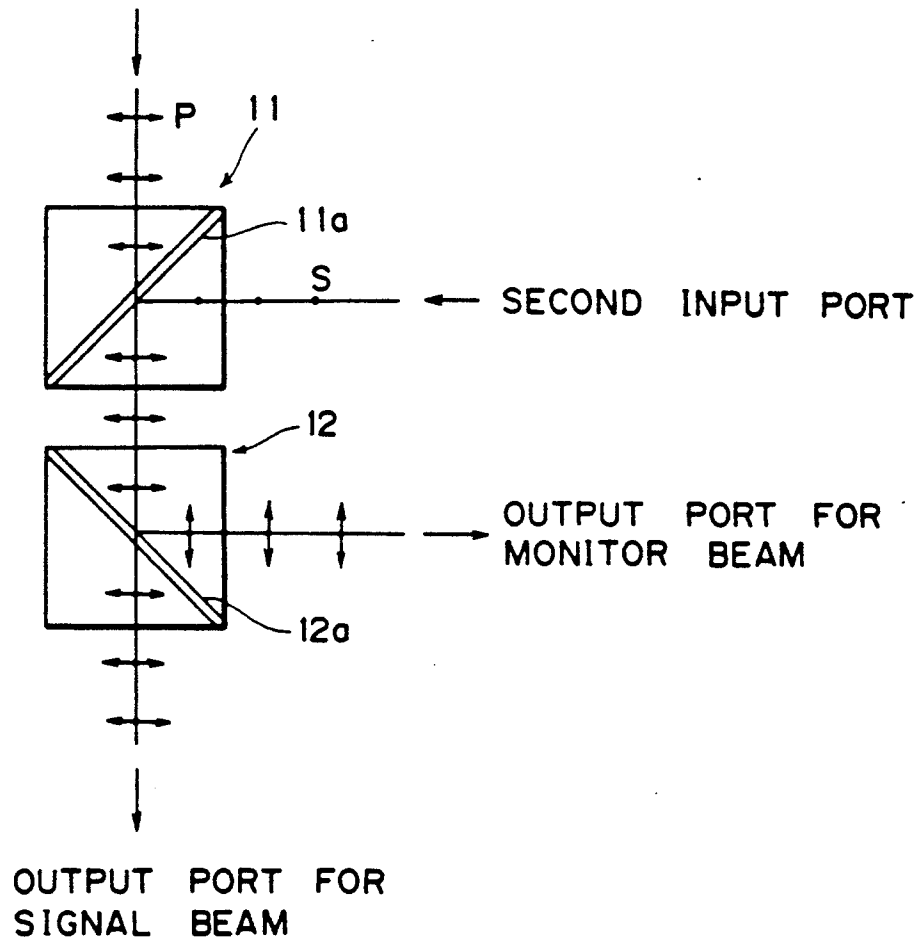 P
11
11a
S
SECOND INPUT PORT
12
OUTPUT PORT FOR
MONITOR BEAM
12a
OUTPUT PORT FOR
SIGNAL BEAM